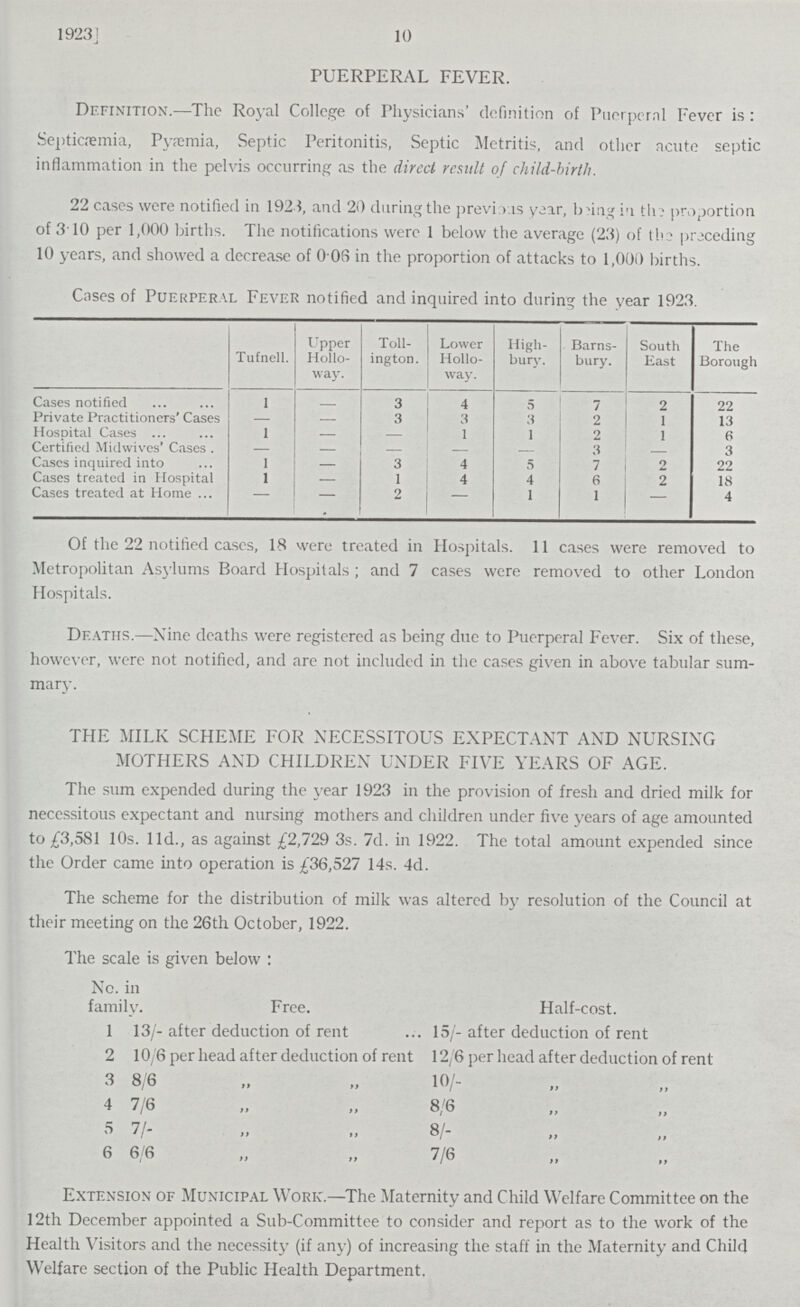 1923]
10
PUERPERAL FEVER.
DEFINITION.—The Royal College of Physicians' definition of Puerperal Fever is :
Septicæmia, Pyæmia, Septic Peritonitis, Septic Metritis, and other acute septic
inflammation in the pelvis occurring as the direct result of child-birth.
22 cases were notified in 1923, and 20 during the previous year, being in the proportion
of 3·10 per 1,000 births. The notifications were 1 below the average (23) of the preceding
10 years, and showed a decrease of 0·06 in the proportion of attacks to 1,000 births.
Cases of PUERPERAL FEVER notified and inquired into during the year 1923.
Tufnell. Upper Hollo-way. Toll-ington. Lower Hollo-way. High-bury. Barns-bury. South East The Borough
Cases notified ... ... 1 — 3 4 5 7 2 22
Private Practitioners' Cases — — 3 3 3 2 1 13
Hospital Cases ... ... 1 — — 1 1 2 1 6
Certified Midwives' Cases . — — — — — 3 — 3
Cases inquired into ... 1 — 3 4 5 7 2 22
Cases treated in Hospital 1 — 1 4 4 6 2 18
Cases treated at Home ... — — 2 — 1 1 — 4
Of the 22 notified cases, 18 were treated in Hospitals. 11 cases were removed to
Metropolitan Asylums Board Hospitals ; and 7 cases were removed to other London
Hospitals.
DEATHS.—Nine deaths were registered as being due to Puerperal Fever. Six of these,
however, were not notified, and are not included in the cases given in above tabular sum-
mary.
THE MILK SCHEME FOR NECESSITOUS EXPECTANT AND NURSING
MOTHERS AND CHILDREN UNDER FIVE YEARS OF AGE.
The sum expended during the year 1923 in the provision of fresh and dried milk for
necessitous expectant and nursing mothers and children under five years of age amounted
to £3,581 10s. 11d., as against £2,729 3s. 7d. in 1922. The total amount expended since
the Order came into operation is £36,527 14s. 4d.
The scheme for the distribution of milk was altered by resolution of the Council at
their meeting on the 26th October, 1922.
The scale is given below :
No. in
family. Free. Half-cost.
1 13/- after deduction of rent ... 15/- after deduction of rent
2 10/6 per head after deduction of rent 12/6 per head after deduction of rent
3 8/6 ,, ,, 10/- ,, ,,
4 7/6 ,, ,, 8/6 ,, ,,
5 7/- ,, ,, 8/- ,, ,,
6 6/6 ,, ,, 7/6 ,, ,,
EXTENSION OF MUNICIPAL WORK.—The Maternity and Child Welfare Committee on the
12th December appointed a Sub-Committee to consider and report as to the work of the
Health Visitors and the necessity (if any) of increasing the staff in the Maternity and Child
Welfare section of the Public Health Department.